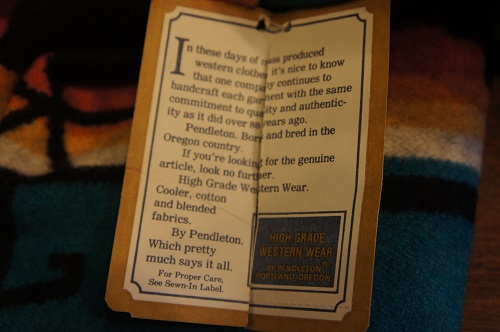 In these days of mass produced
western clothes, it's nice to know
that one company continues to
handcraft each garment with the same
commitment to quality and authentic-
ity as it did over 80 years ago.
Pendleton. Born and bred in the
Oregon country.
If you're looking for the genuine
article, look no further.
High Grade Western Wear.
Cooler, cotton
and blended
fabrics.
By Pendleton.
Which pretty
much says it all.
For Proper Care,
See Sewn-In Label.
HIGH GRADE
WESTERN WEAR
BY PENDLETON
PORTLAND, OREGON